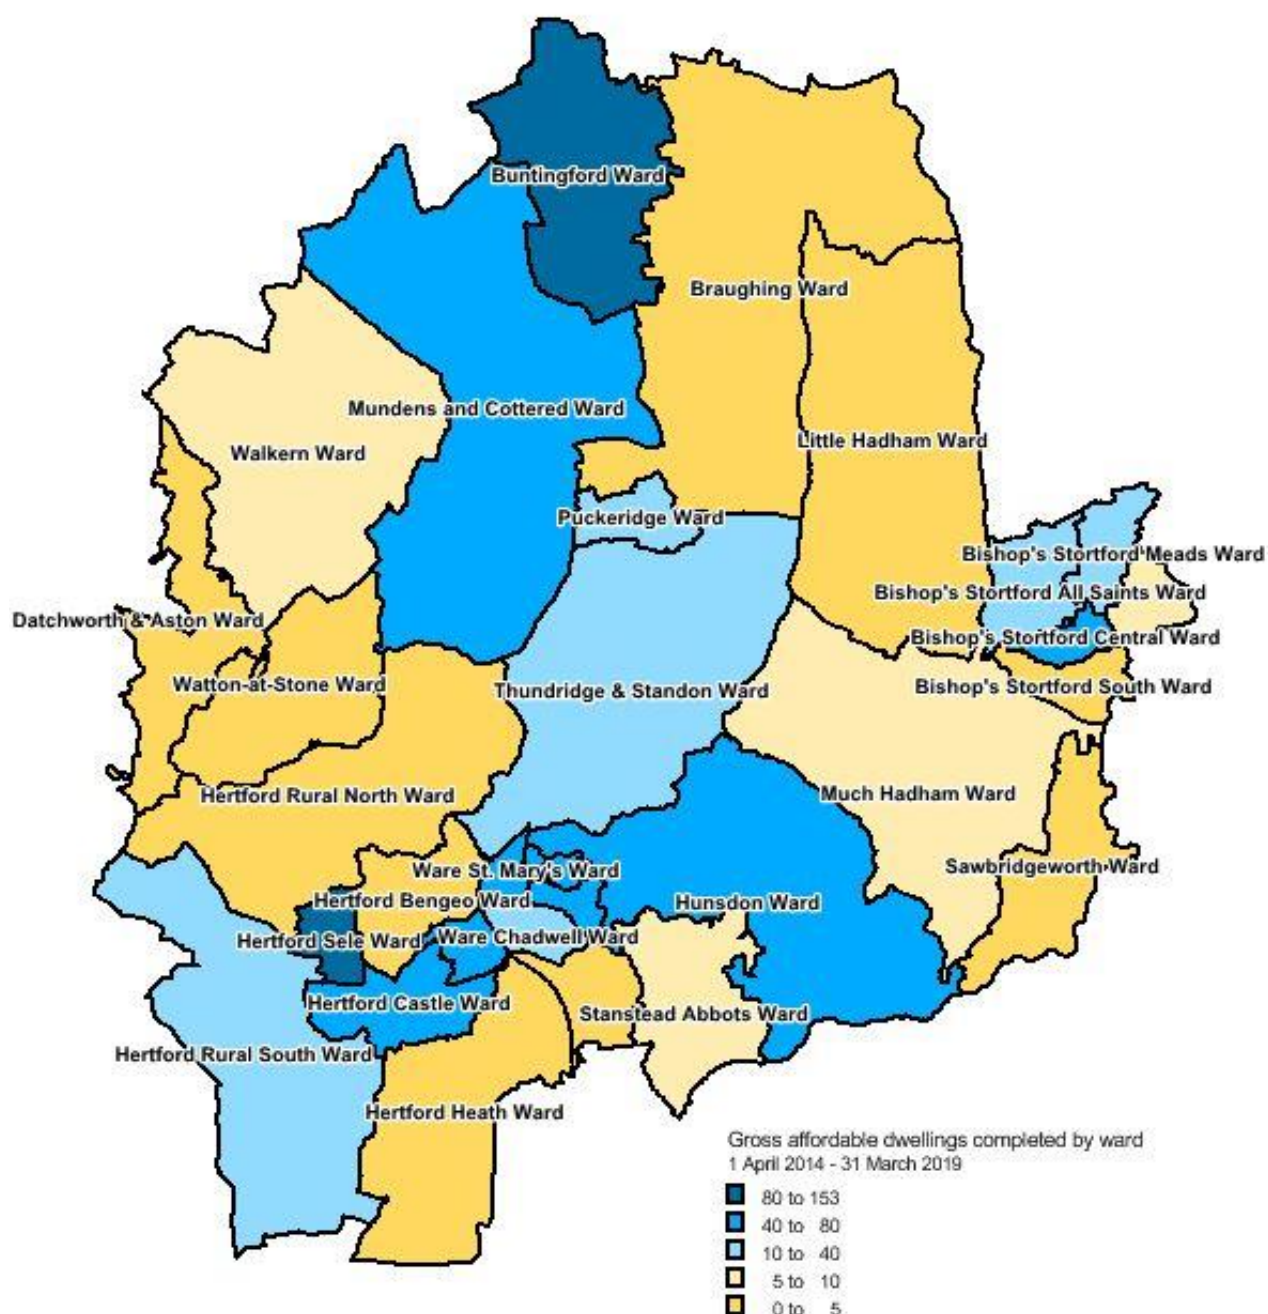 Buntingford Ward
Braughing Ward
Mundens and Cottered Ward
Little Hadham Ward
Walkern Ward
Puckeridge Ward
Bishop's Stortford Meads Ward
Bishop's Stortford All Saints Ward
Datchworth & Aston Ward
Bishop's Stortford Central Ward
Watton-at-Stone Ward
Thundridge & Standon Ward
Bishop's Stortford South Ward
Hertford Rural North Ward
Much Hadham Ward
Ware St. Mary's Ward
Sawbridgeworth Ward
Hertford Bengeo Ward
Hunsdon Ward
Hertford Sele Ward
Ware Chadwell Ward
Hertford Castle Ward
Stanstead Abbots Ward
Hertford Rural South Ward
Hertford Heath Ward
Gross affordable dwellings completed by ward
1 April 2014 - 31 March 2019
80 to 153
40 to 80
10 to 40
5 to 10
0 to 5